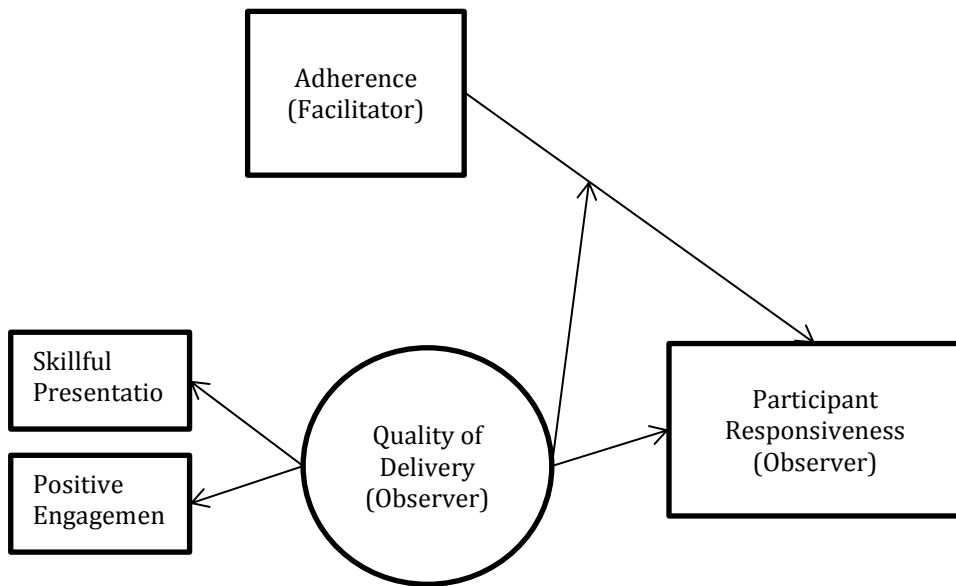 Adherence
(Facilitator)
Skillful
Presentatio
Positive
Engagemen
Quality of
Delivery
(Observer)
Participant
Responsiveness
(Observer)